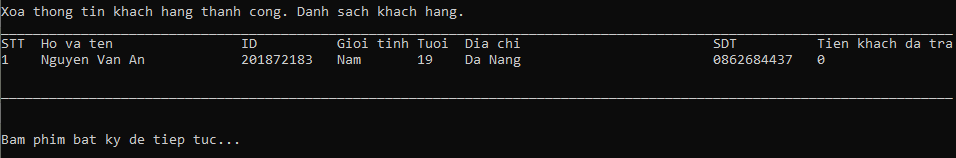 Xoa thong tin khach hang thanh cong. Danh sach khach hang.
STT Ho va ten ID Gioi tinh Tuoi Dia chi SDT Tien khach da tra
1 Nguyen Van An 201872183 Nam 19 Da Nang 0862684437 0
Bam phim bat ky de tiep tuc...